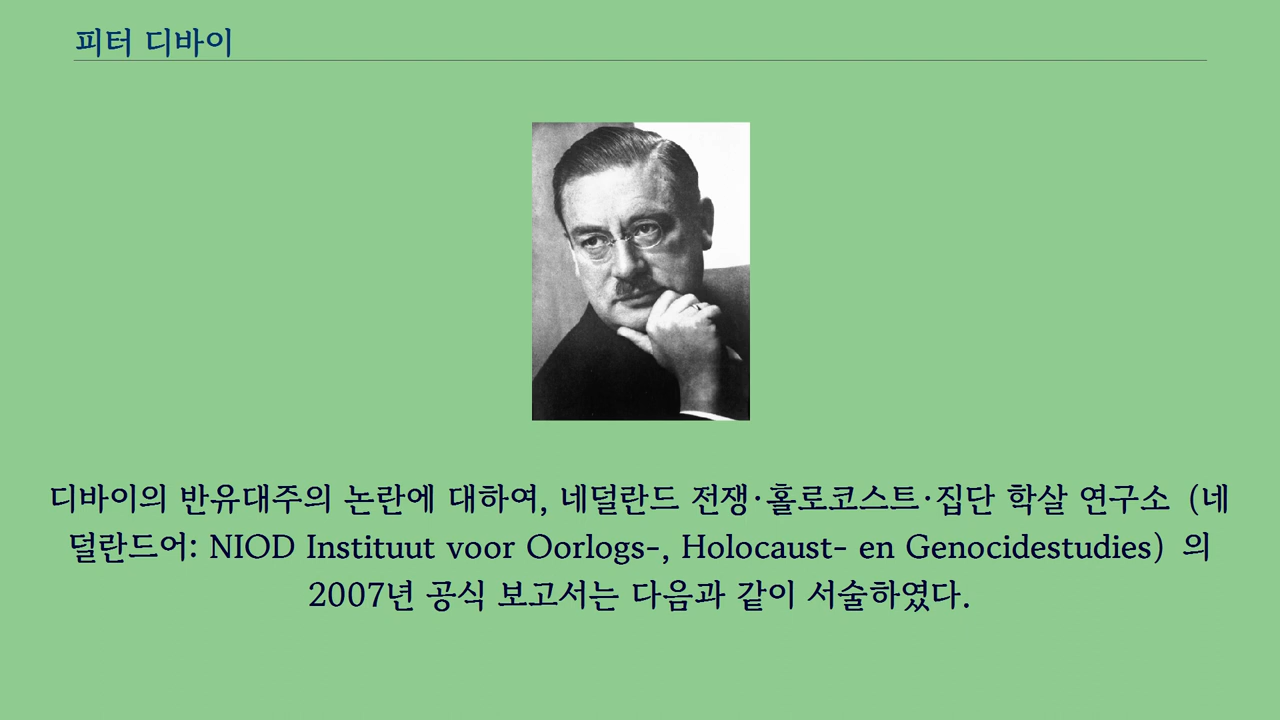 피터 디바이
디바이의 반유대주의 논란에 대하여, 네덜란드 전쟁·홀로코스트·집단 학살 연구소 (네
덜란드어: NIOD Instituut voor Oorlogs-, Holocaust- en Genocidestudies) 의
2007년 공식 보고서는 다음과 같이 서술하였다.